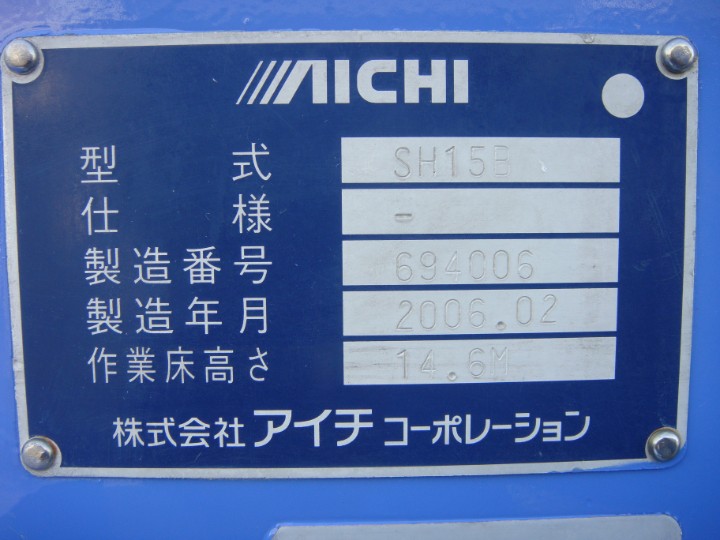 AICHI
型式 SH15B
仕様 -
製造番号 694006
製造年月 2006.02
作業床高さ 14.6M
株式会社 アイチ コーポレーション